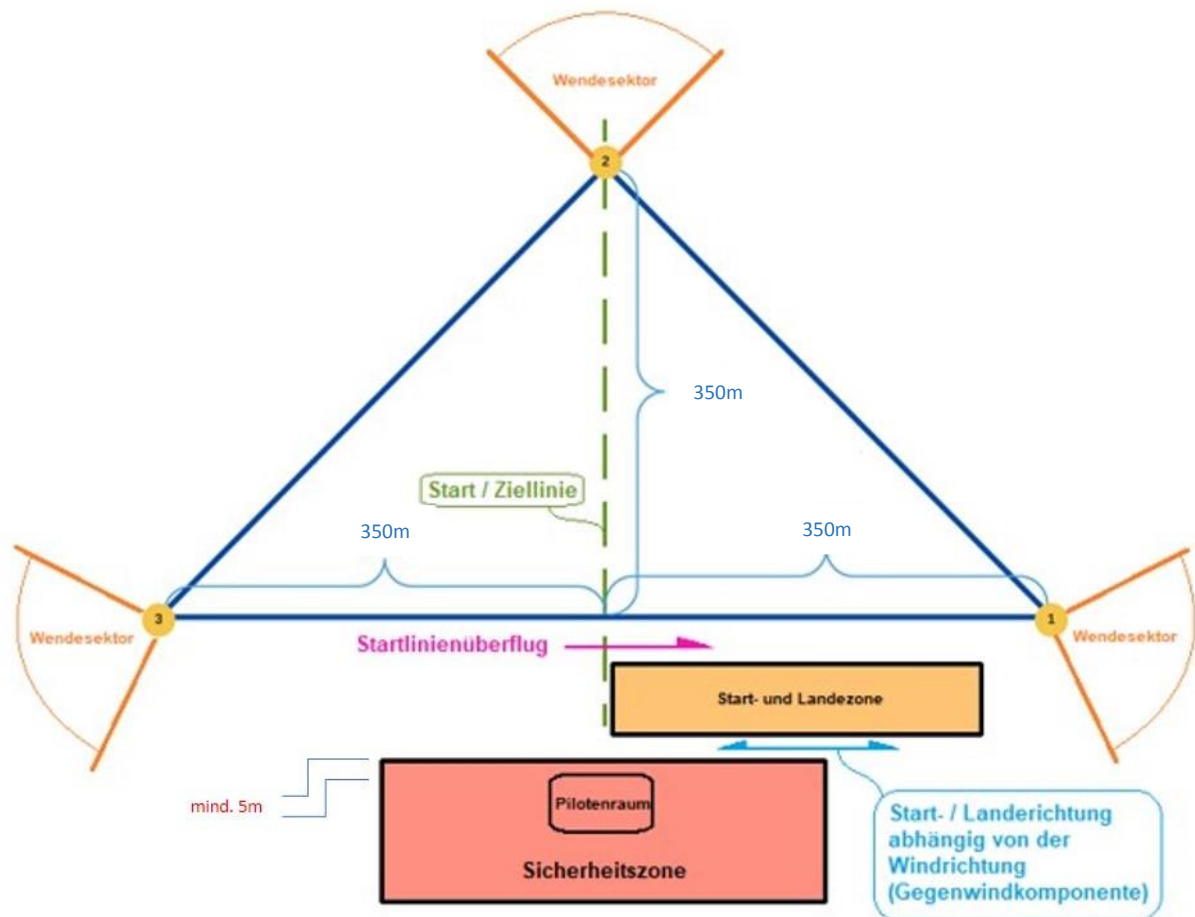 Wendesektor
2
350m
Start / Ziellinie
350m
350m
3
1
Wendesektor
Wendesektor
Startlinienüberflug
Start- und Landezone
mind. 5m
Pilotenraum
Sicherheitszone
Start- / Landerichtung
abhängig von der
Windrichtung
(Gegenwindkomponente)